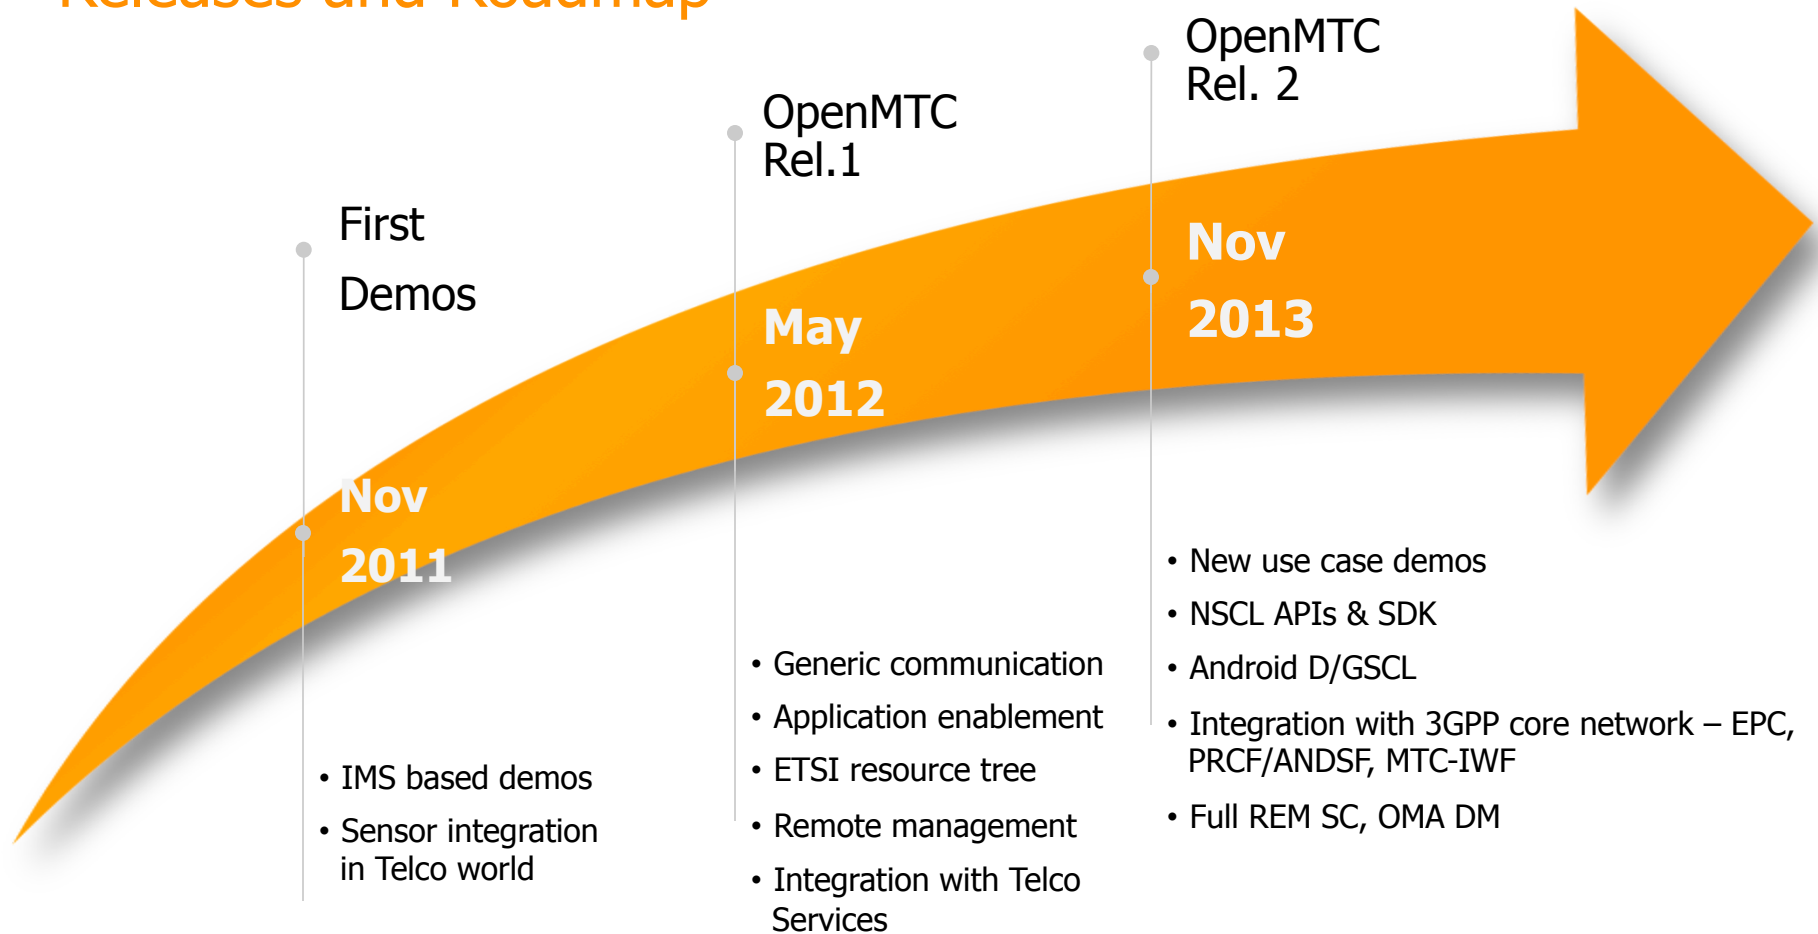 Releases and Roadmap
First
Demos
Nov
2011
• IMS based demos
• Sensor integration
in Telco world
OpenMTC
Rel.1
May
2012
• Generic communication
• Application enablement
• ETSI resource tree
• Remote management
• Integration with Telco
Services
OpenMTC
Rel. 2
Nov
2013
• New use case demos
• NSCL APIs & SDK
• Android D/GSCL
• Integration with 3GPP core network – EPC,
PRCF/ANDSF, MTC-IWF
• Full REM SC, OMA DM